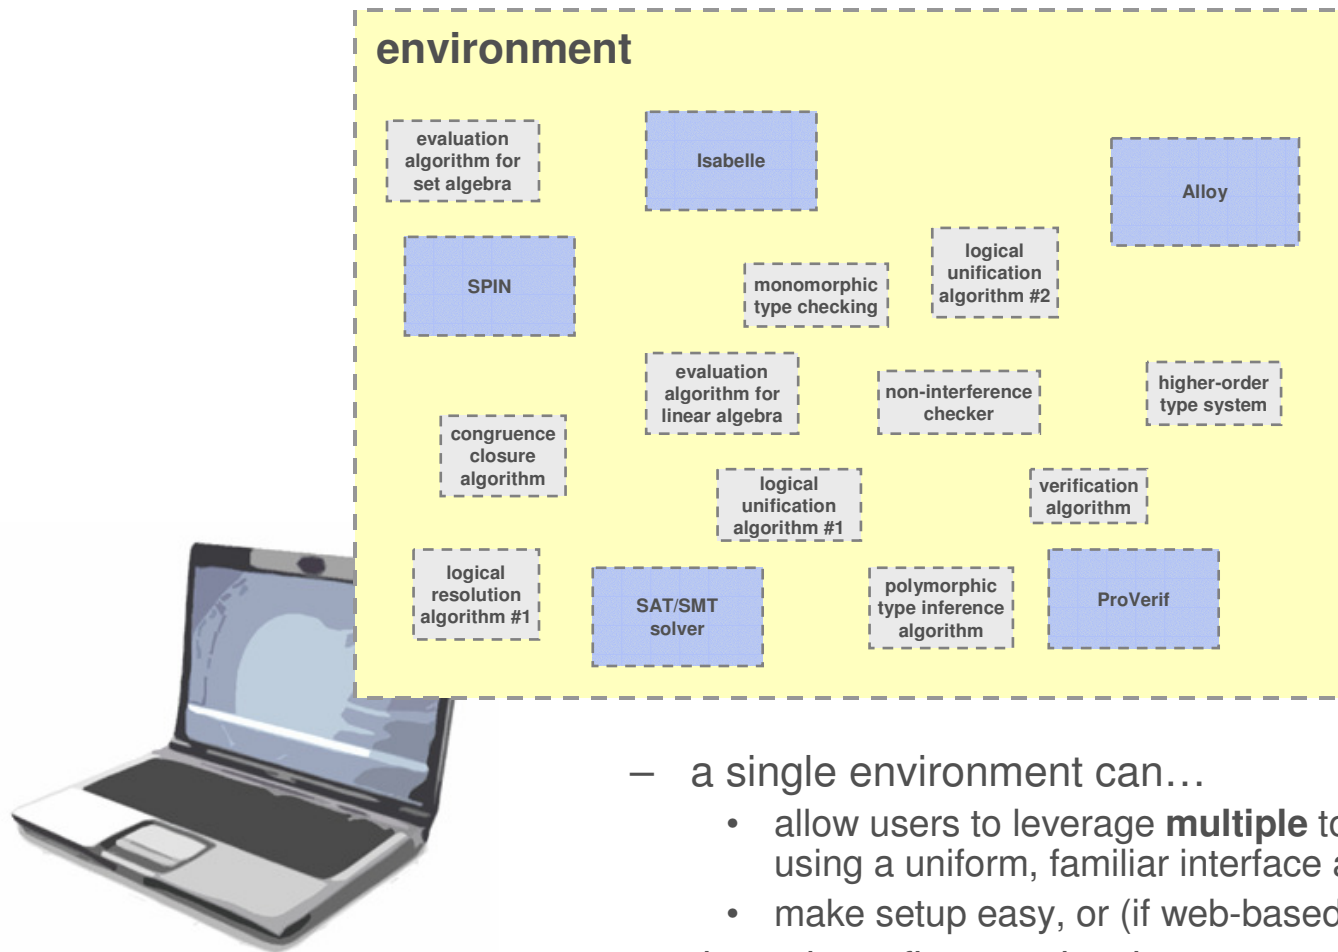 environment
evaluation
algorithm for
set algebra
Isabelle
Alloy
SPIN
monomorphic
type checking
logical
unification
algorithm #2
evaluation
algorithm for
linear algebra
non-interference
checker
higher-order
type system
congruence
closure
algorithm
logical
unification
algorithm #1
verification
algorithm
logical
resolution
algorithm #1
SAT/SMT
solver
polymorphic
type inference
algorithm
ProVerif
– a single environment can…
• allow users to leverage multiple
using a uniform, familiar interface
• make setup easy, or (if web-based